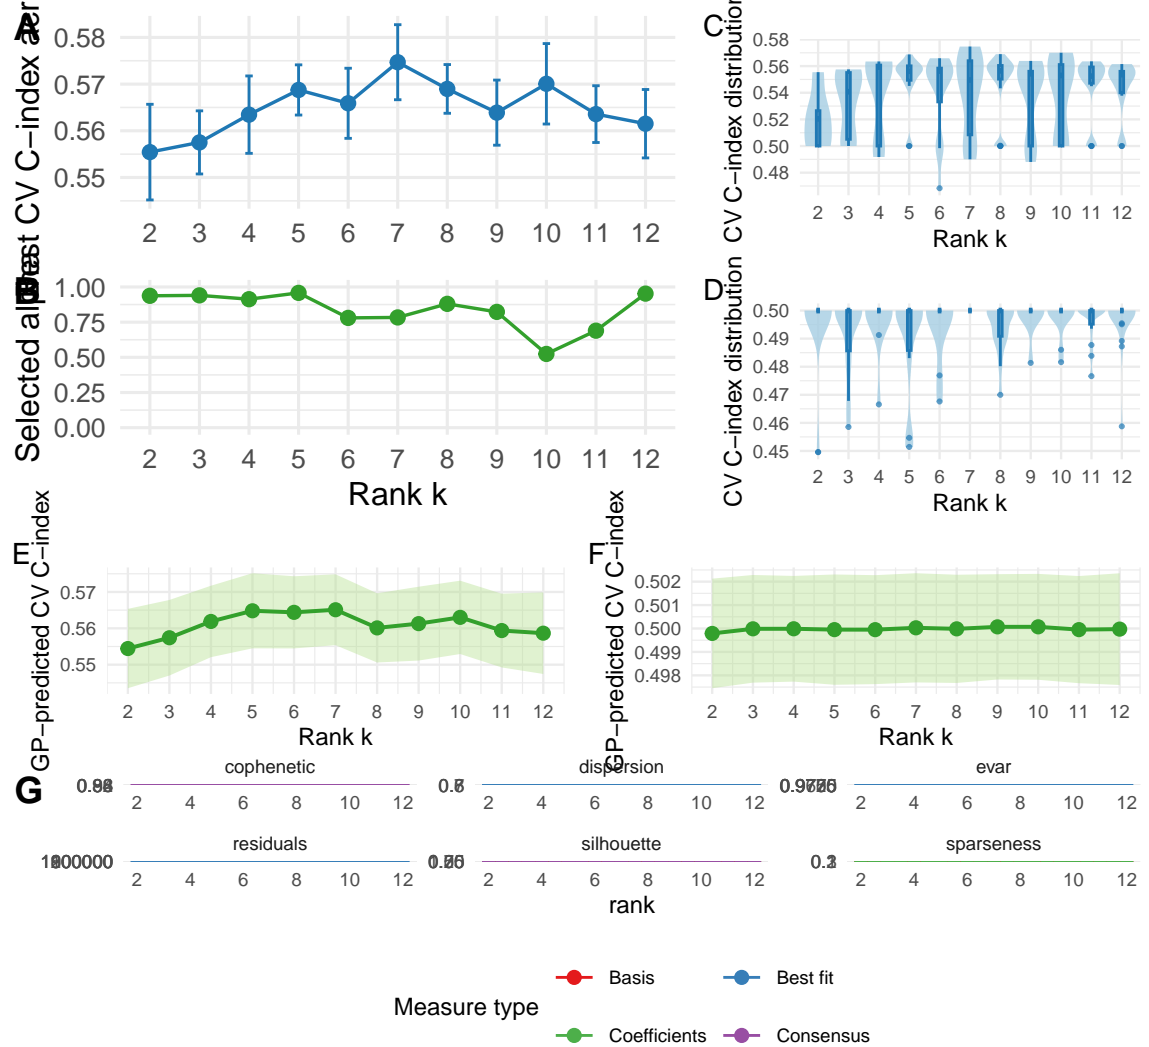 A
Best CV C−index
0.58
0.57
0.56
0.55
2 3 4 5 6 7 8 9 10 11 12
Selected
1.00
0.75
0.50
0.25
0.00
2 3 4 5 6 7 8 9 10 11 12
Rank k
C
CV C−index distribution
0.58
0.56
0.54
0.52
0.50
0.48
2 3 4 5 6 7 8 9 10 11 12
Rank k
D
CV C−index distribution
0.50
0.49
0.48
0.47
0.46
0.45
2 3 4 5 6 7 8 9 10 11 12
Rank k
E
GP−predicted CV C−index
0.57
0.56
0.55
2 3 4 5 6 7 8 9 10 11 12
Rank k
F
GP−predicted CV C−index
0.502
0.501
0.500
0.499
0.498
2 3 4 5 6 7 8 9 10 11 12
Rank k
G
cophenetic dispersion evar
2 4 6 8 10 12 2 4 6 8 10 12 2 4 6 8 10 12
residuals silhouette sparseness
2 4 6 8 10 12 2 4 6 8 10 12 2 4 6 8 10 12
rank
Measure type
Basis
Best fit
Coefficients
Consensus